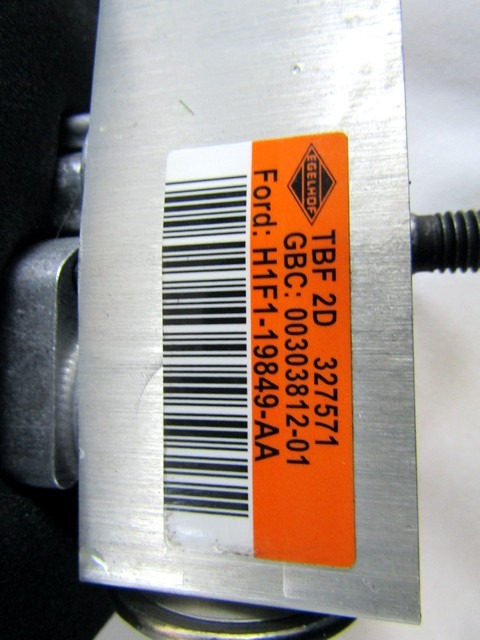 EGELHOF
TBF 2D 327571
GBC: 00303812-01
Ford: H1F1-19849-AA